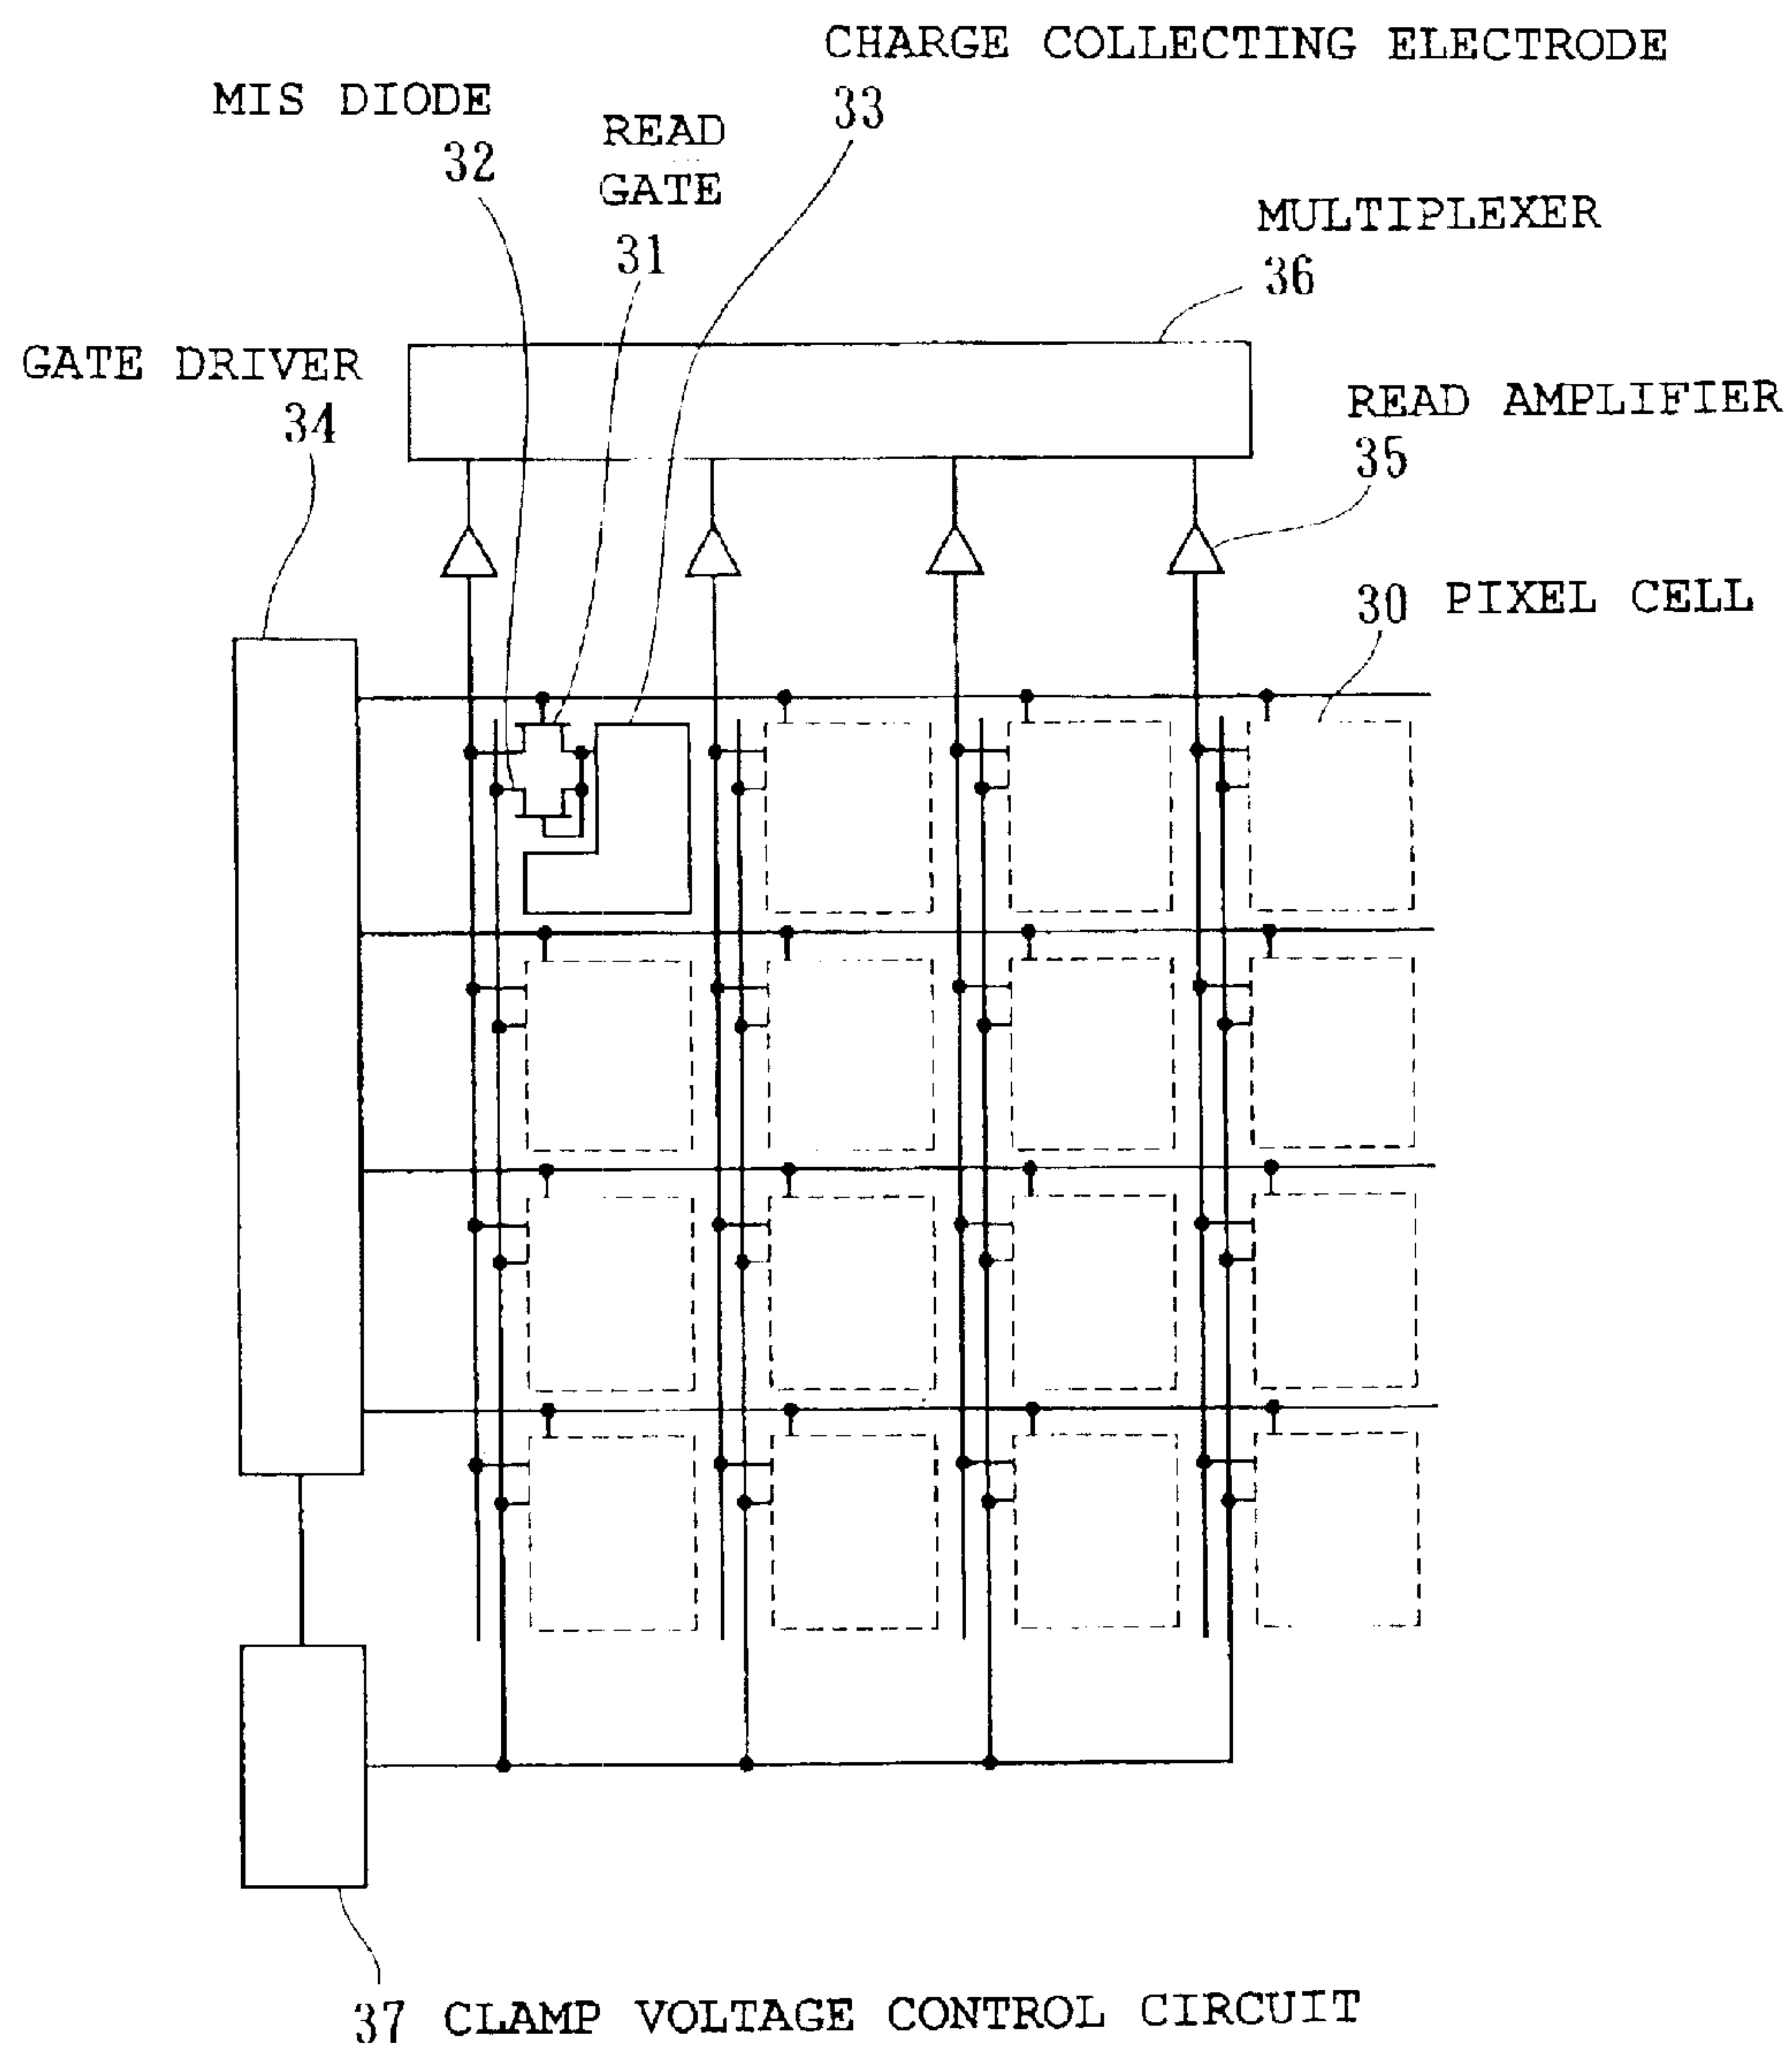 CHARGE COLLECTING ELECTRODE
33
MIS DIODE
32
READ
GATE
31
MULTIPLEXER
36
GATE DRIVER
34
READ AMPLIFIER
35
30 PIXEL CELL
37 CLAMP VOLTAGE CONTROL CIRCUIT